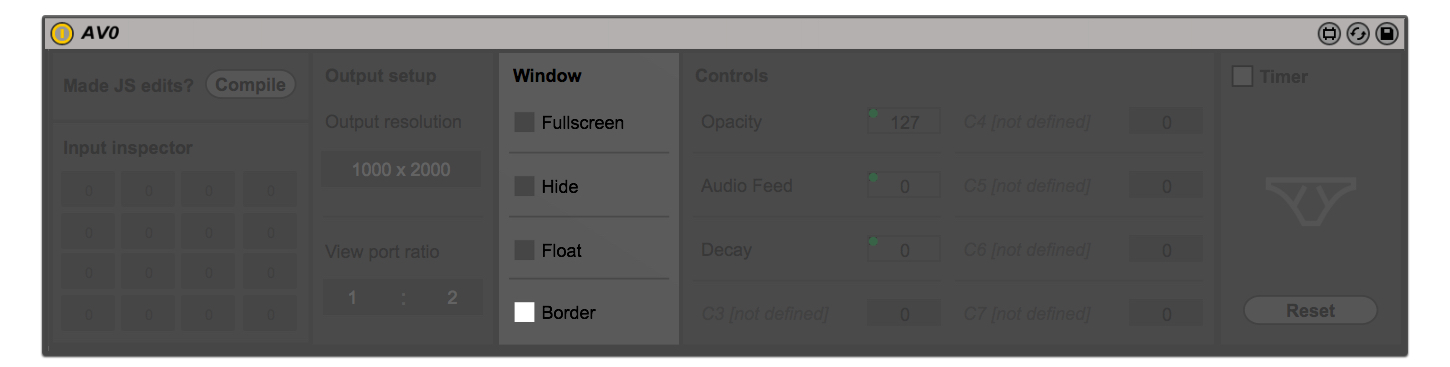 AV0
Made JS edits? Compile
Input inspector
0 0 0 0
0 0 0 0
0 0 0 0
0 0 0 0
Output setup
Output resolution
1000 x 2000
View port ratio
1 : 2
Window
Fullscreen
Hide
Float
Border
Controls
Opacity 127 C4 [not defined] 0
Audio Feed 0 C5 [not defined] 0
Decay 0 C6 [not defined] 0
C3 [not defined] 0 C7 [not defined] 0
Timer
Reset